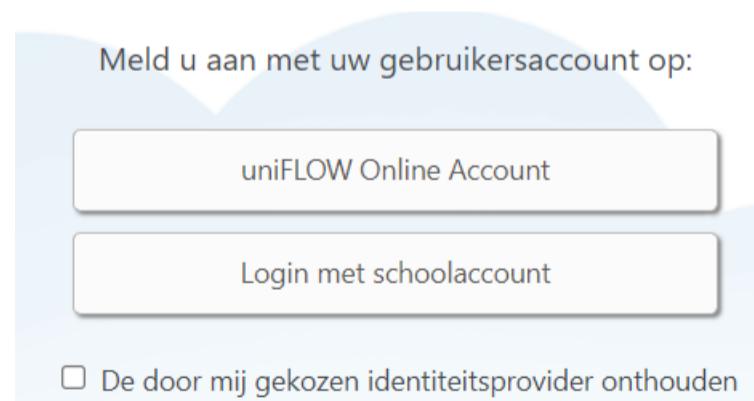 Meld u aan met uw gebruikersaccount op:
uniFLOW Online Account
Login met schoolaccount
De door mij gekozen identiteitsprovider onthouden